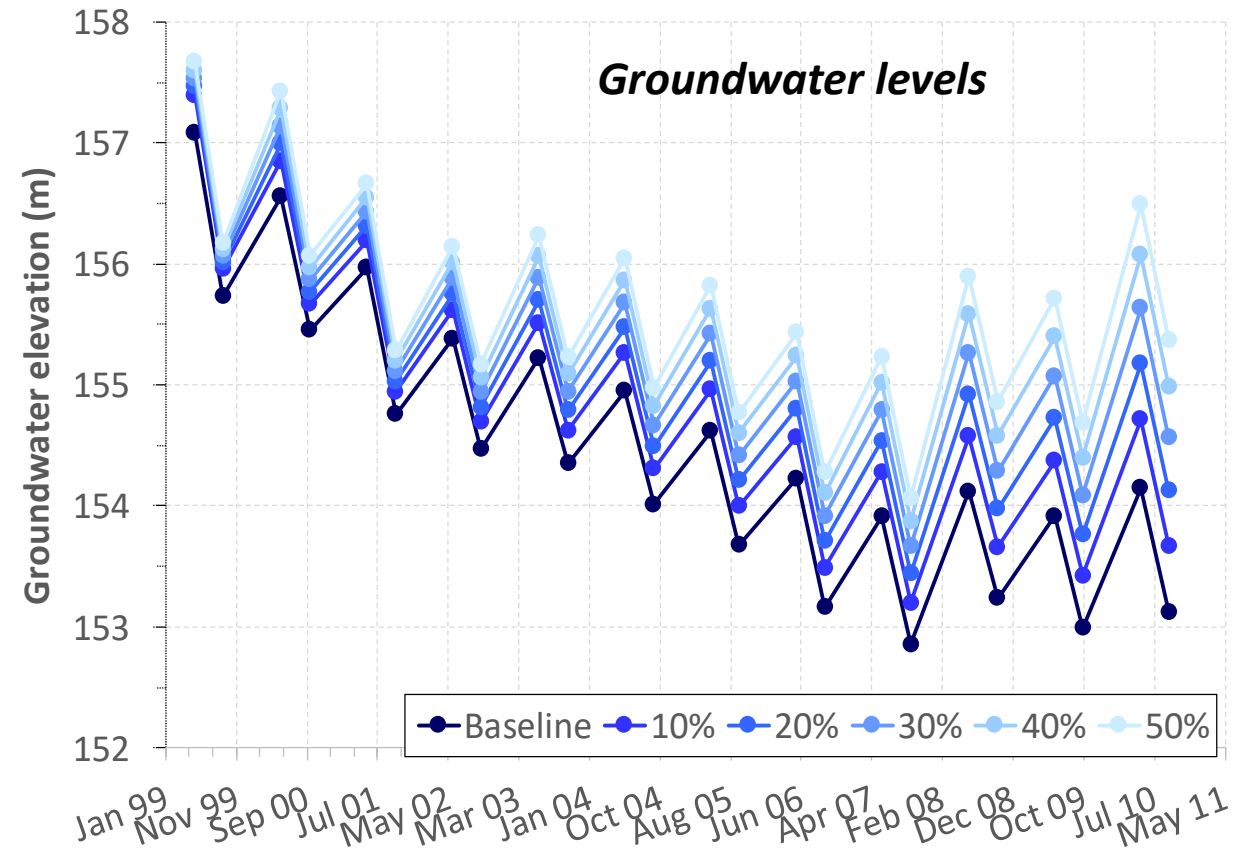 Groundwater levels
Groundwater elevation (m)
158
157
156
155
154
153
152
Baseline 10% 20% 30% 40% 50%
Jan 99 Nov 99 Sep 00 Jul 01 May 02 Mar 03 Jan 04 Oct 04 Aug 05 Jun 06 Apr 07 Feb 08 Dec 08 Oct 09 Jul 10 May 11